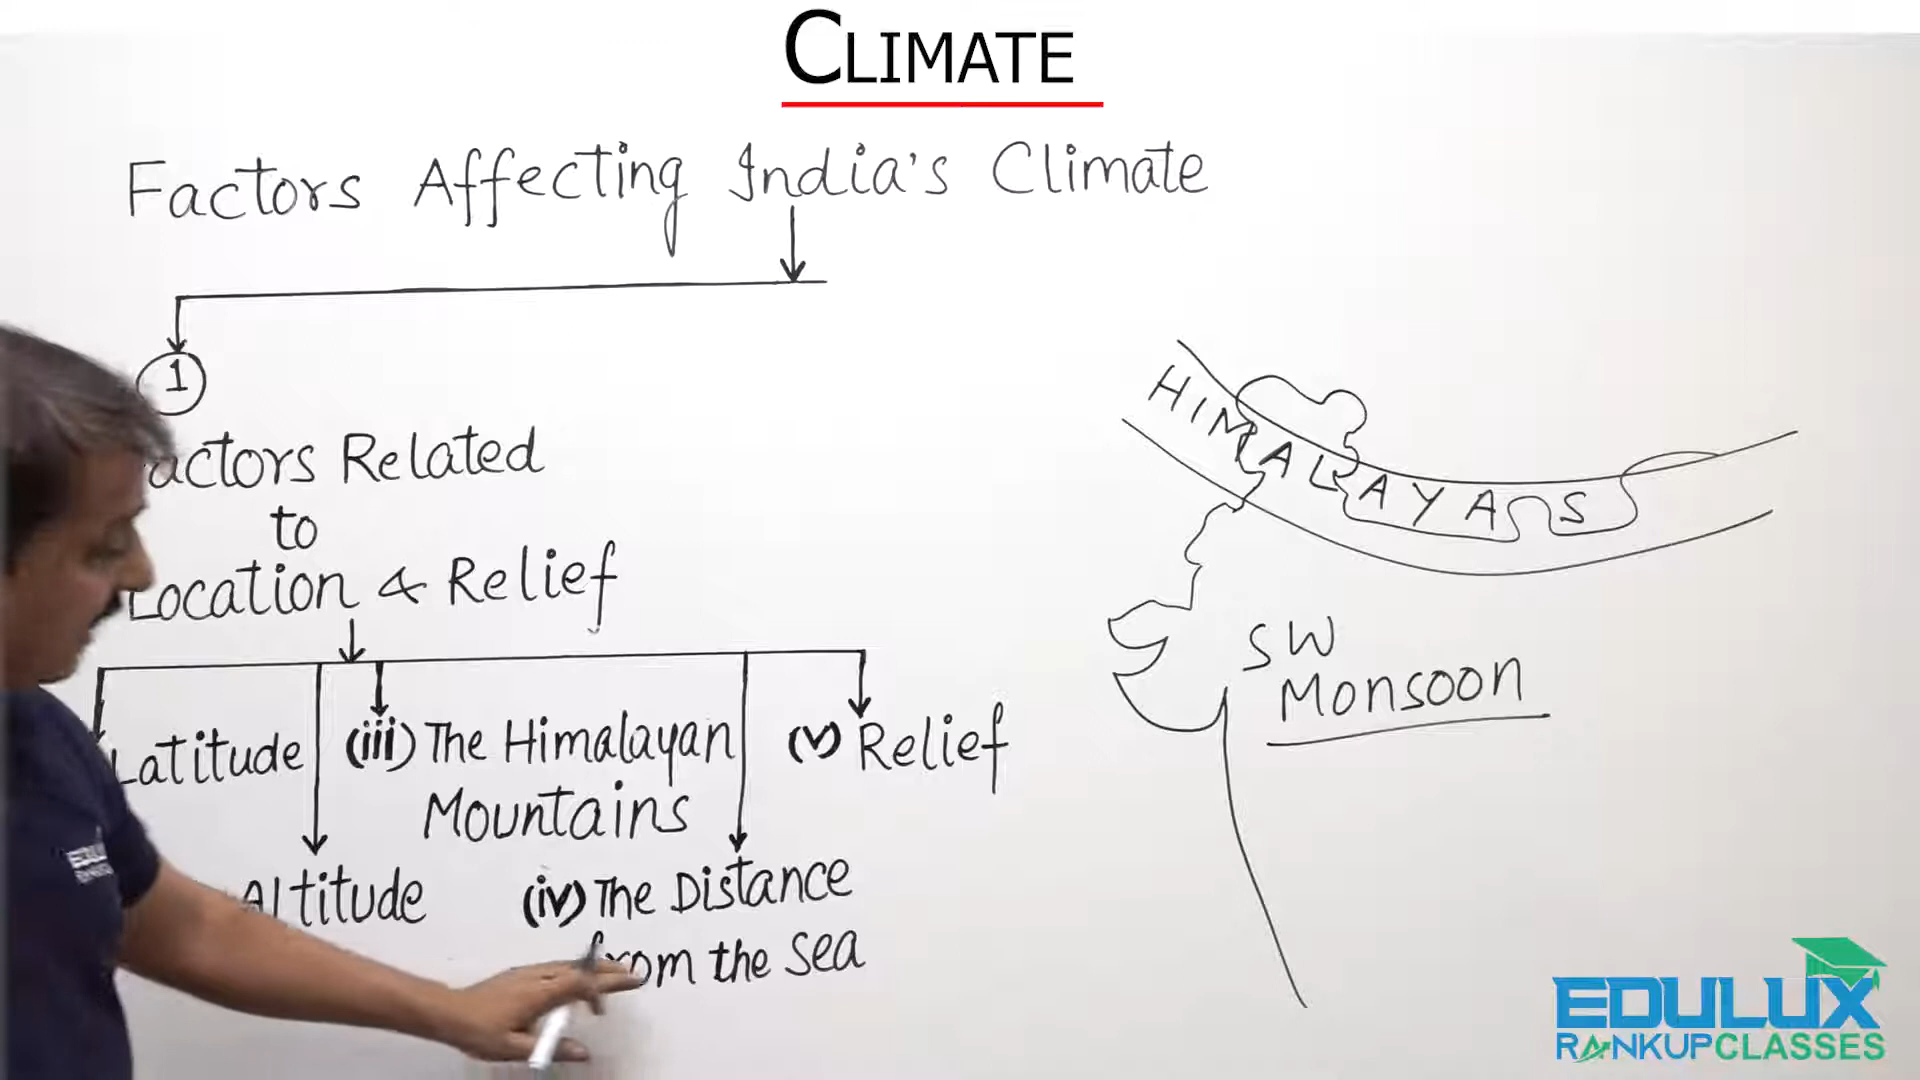 CLIMATE
Factors Affecting India's Climate
1
actors Related
to
Location & Relief
Latitude
(iii) The Himalayan
Mountains
(v) Relief
Altitude
(iv) The Distance
from the Sea
HIMALAYAS
SW
Monsoon
EDULUX
RANKUPCLASSES